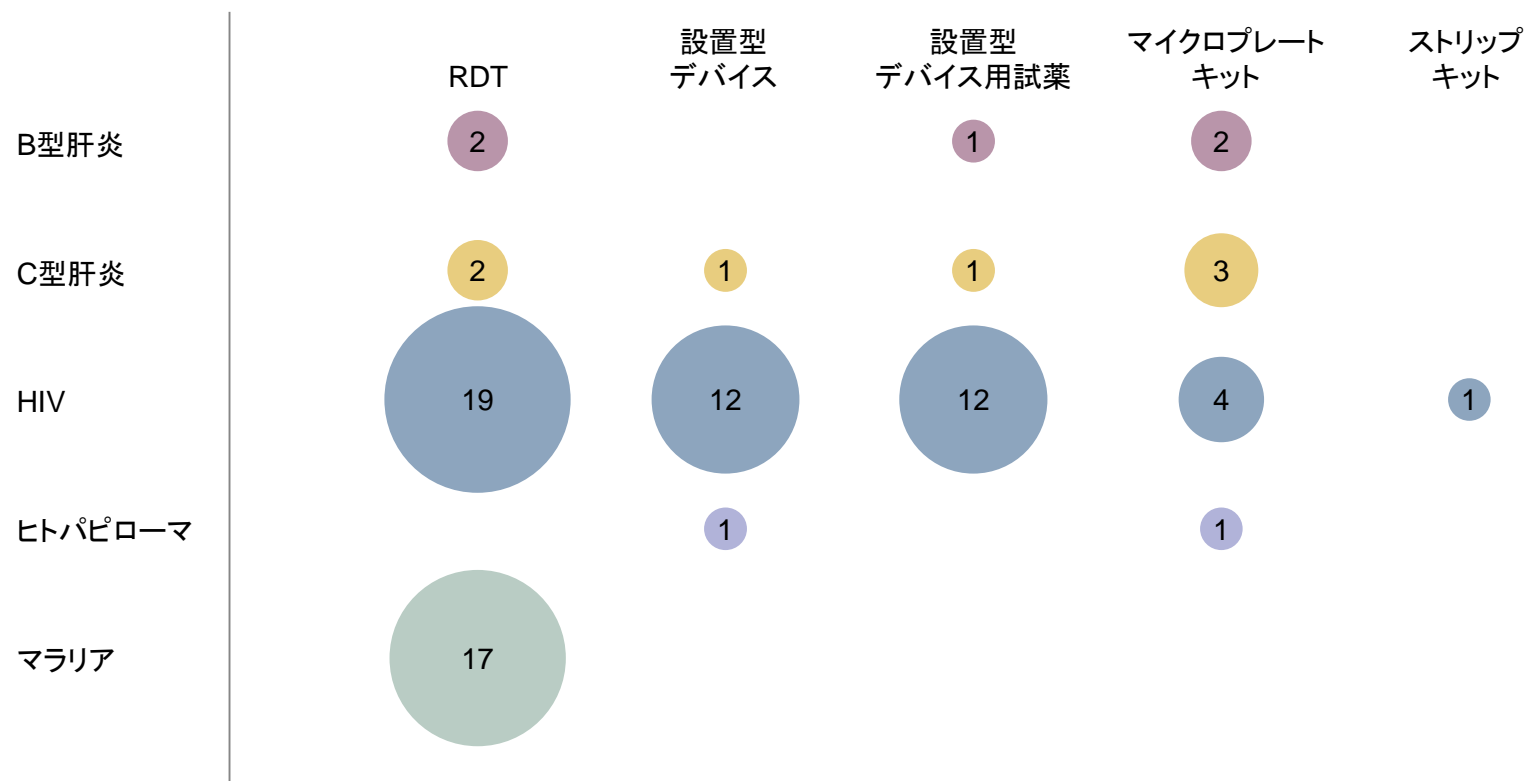 設置型
設置型
マイクロプレート
ストリップ
RDT
デバイス
デバイス用試薬
キット
キット
B型肝炎
2
1
2
C型肝炎
2
1
1
3
HIV
19
12
12
4
1
ヒトパピローマ
1
1
マラリア
17